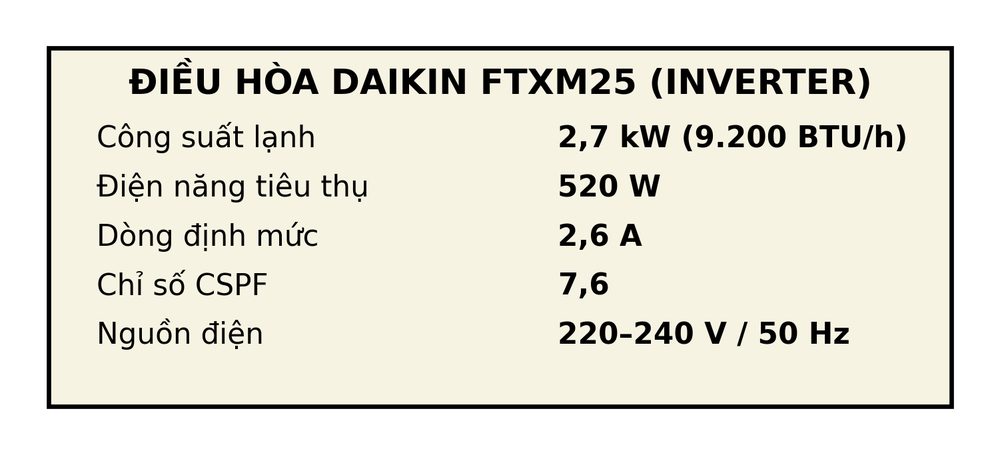 ĐIỀU HÒA DAIKIN FTXM25 (INVERTER)
Công suất lạnh 2,7 kW (9.200 BTU/h)
Điện năng tiêu thụ 520 W
Dòng định mức 2,6 A
Chỉ số CSPF 7,6
Nguồn điện 220–240 V / 50 Hz